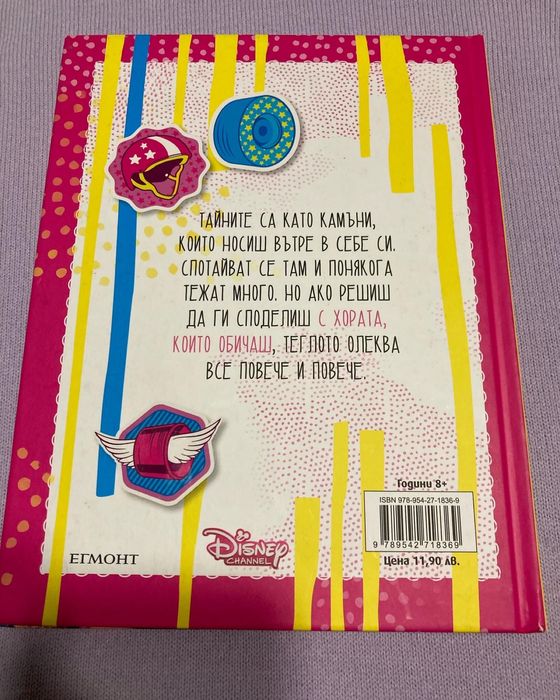 ТАЙНИТЕ СА КАТО КАМЪНИ,
КОИТО НОСИШ ВЪТРЕ В СЕБЕ СИ.
СПОТАЙВАТ СЕ ТАМ И ПОНЯКОГА
ТЕЖАТ МНОГО. НО АКО РЕШИШ
ДА ГИ СПОДЕЛИШ С ХОРАТА,
КОИТО ОБИЧАШ, ТЕГЛОТО ОЛЕКВА
ВСЕ ПОВЕЧЕ И ПОВЕЧЕ.
Години 8+
ISBN 978-954-27-1836-9
9 789542 718369
Цена 11,90 лв.
ЕГМОНТ
Disney
CHANNEL